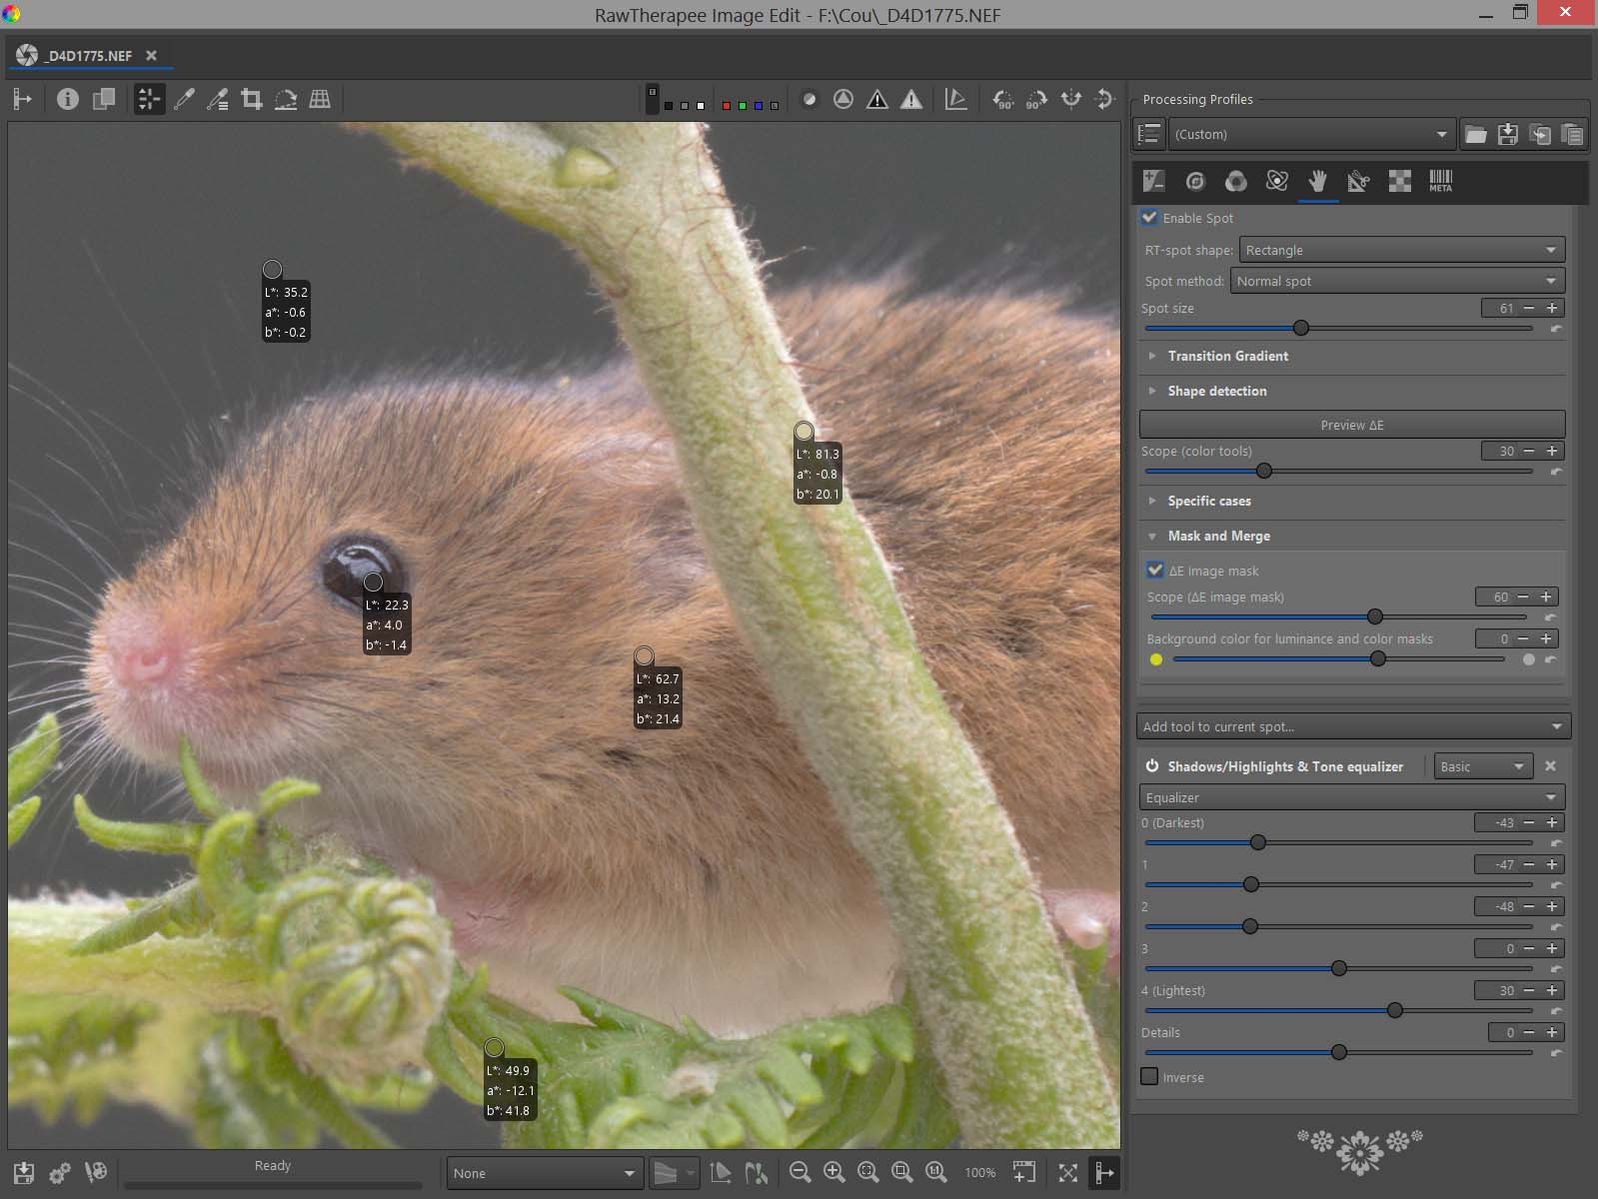 RawTherapee Image Edit - F:\Cou\_D4D1775.NEF
_D4D1775.NEF
90°
90°
Processing Profiles
(Custom)
META
Enable Spot
RT-spot shape: Rectangle
Spot method: Normal spot
Spot size 61
Transition Gradient
Shape detection
Preview ΔE
Scope (color tools) 30
Specific cases
Mask and Merge
ΔE Image mask
Scope (ΔE image mask) 60
Background color for luminance and color masks 0
Add tool to current spot...
Shadows/Highlights & Tone equalizer Basic
Equalizer
0 (Darkest) -43
1 -47
2 -48
3 0
4 (Lightest) 30
Details 0
Inverse
L*: 35.2
a*: -0.6
b*: -0.2
L*: 81.3
a*: -0.8
b*: 20.1
L*: 22.3
a*: 4.0
b*: -1.4
L*: 62.7
a*: 13.2
b*: 21.4
L*: 49.9
a*: -12.1
b*: 41.8
Ready
None
1:1
100%